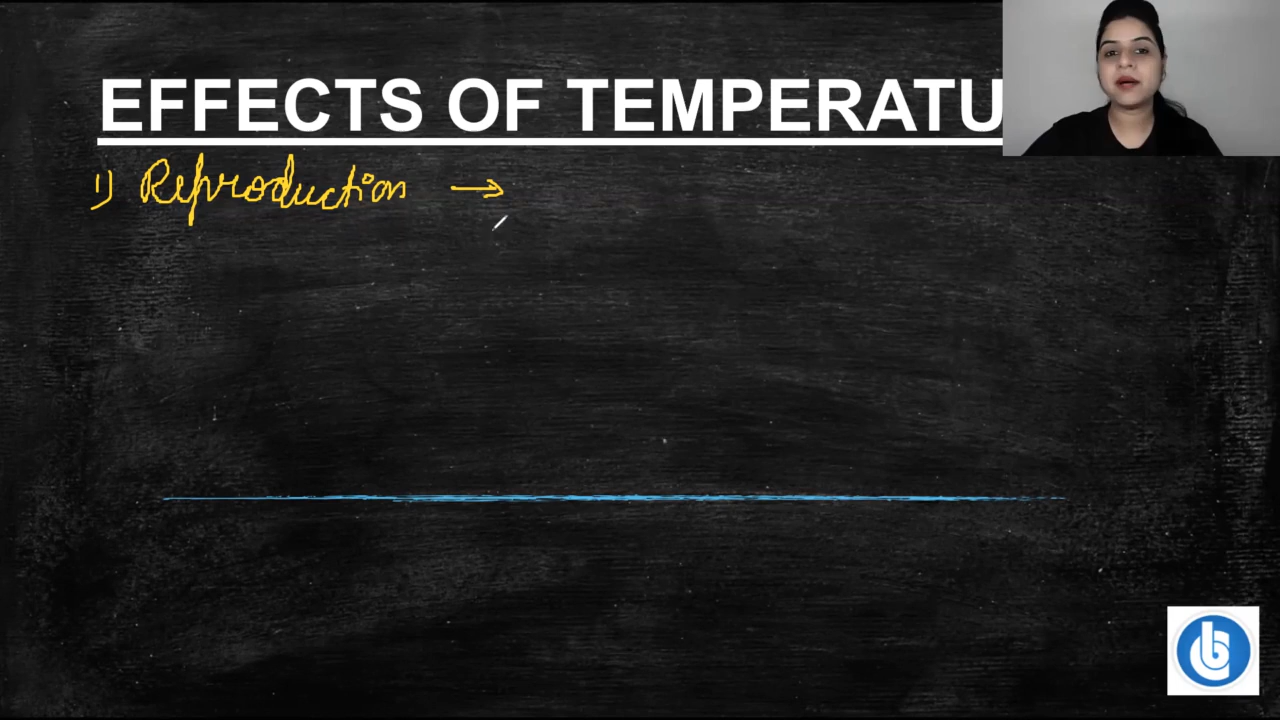 EFFECTS OF TEMPERATU
1) Reproduction →